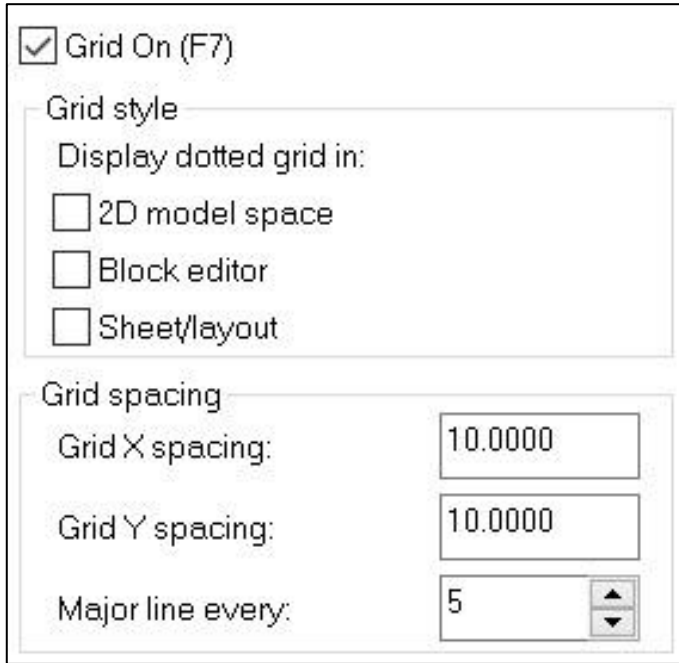 Grid On (F7)
Grid style
Display dotted grid in:
2D model space
Block editor
Sheet/layout
Grid spacing
Grid X spacing: 10.0000
Grid Y spacing: 10.0000
Major line every: 5